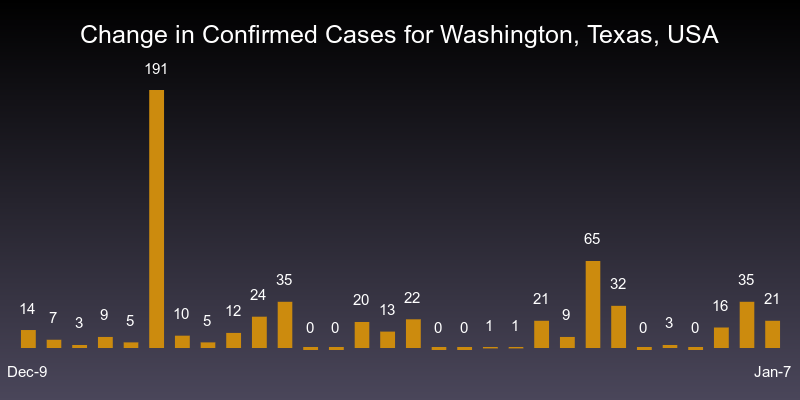 Change in Confirmed Cases for Washington, Texas, USA
14 7 3 9 5 191 10 5 12 24 35 0 0 20 13 22 0 0 1 1 21 9 65 32 0 3 0 16 35 21
Dec-9 Jan-7